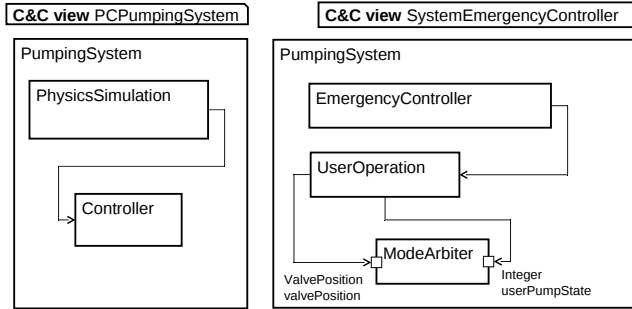 C&C view PCPumpingSystem
PumpingSystem
PhysicsSimulation
Controller
C&C view SystemEmergencyController
PumpingSystem
EmergencyController
UserOperation
ModeArbiter
ValvePosition
valvePosition
Integer
userPumpState